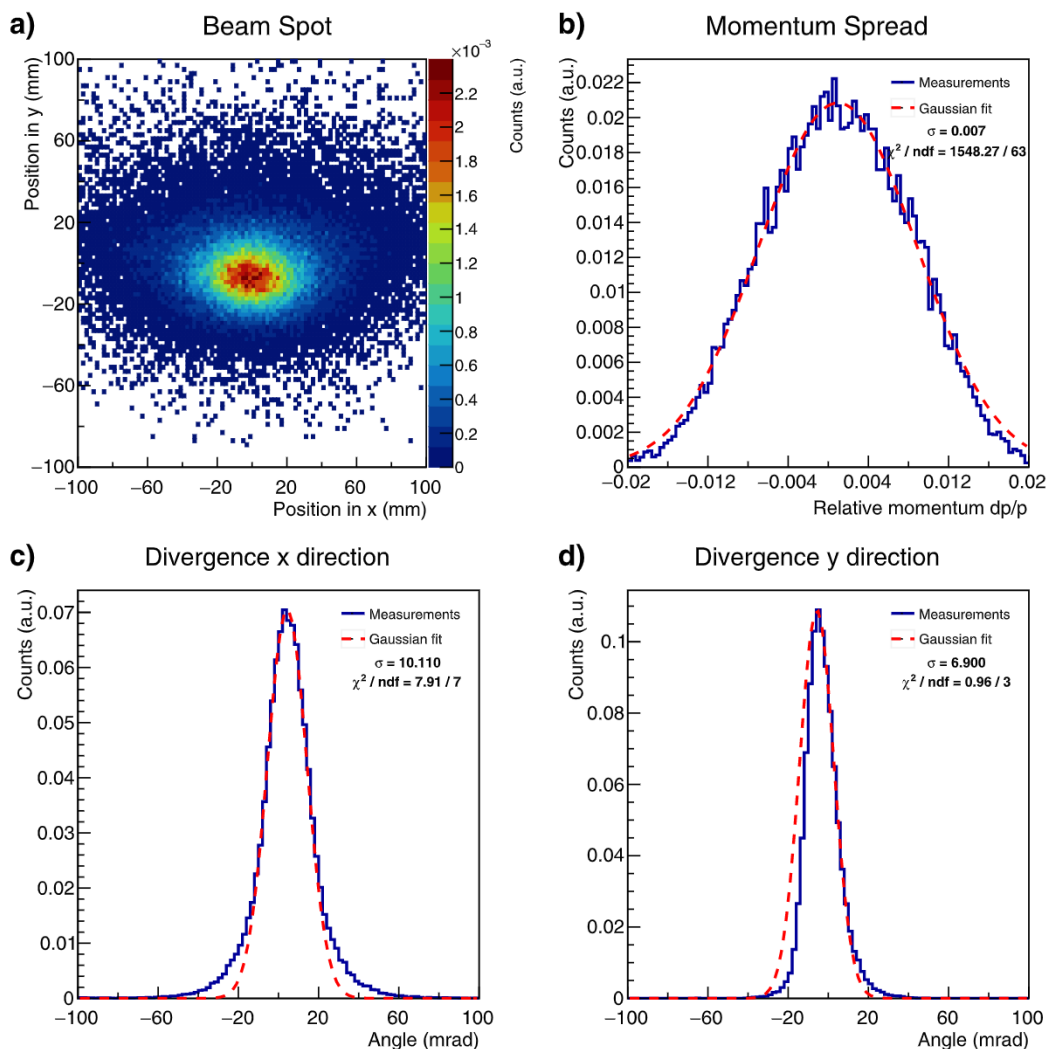 a)
Beam Spot
×10⁻³
Position in y (mm)
100
60
20
−20
−60
−100
−100
−60
−20
20
60
100
Position in x (mm)
2.2
2
1.8
1.6
1.4
1.2
1
0.8
0.6
0.4
0.2
0
Counts (a.u.)
b)
Momentum Spread
Counts (a.u.)
0.022
0.02
0.018
0.016
0.014
0.012
0.01
0.008
0.006
0.004
0.002
0
Measurements
Gaussian fit
σ = 0.007
χ² / ndf = 1548.27 / 63
−0.02
−0.012
−0.004
0.004
0.012
0.02
Relative momentum dp/p
c)
Divergence x direction
Counts (a.u.)
0.07
0.06
0.05
0.04
0.03
0.02
0.01
0
Measurements
Gaussian fit
σ = 10.110
χ² / ndf = 7.91 / 7
−100
−60
−20
20
60
100
Angle (mrad)
d)
Divergence y direction
Counts (a.u.)
0.1
0.08
0.06
0.04
0.02
0
Measurements
Gaussian fit
σ = 6.900
χ² / ndf = 0.96 / 3
−100
−60
−20
20
60
100
Angle (mrad)